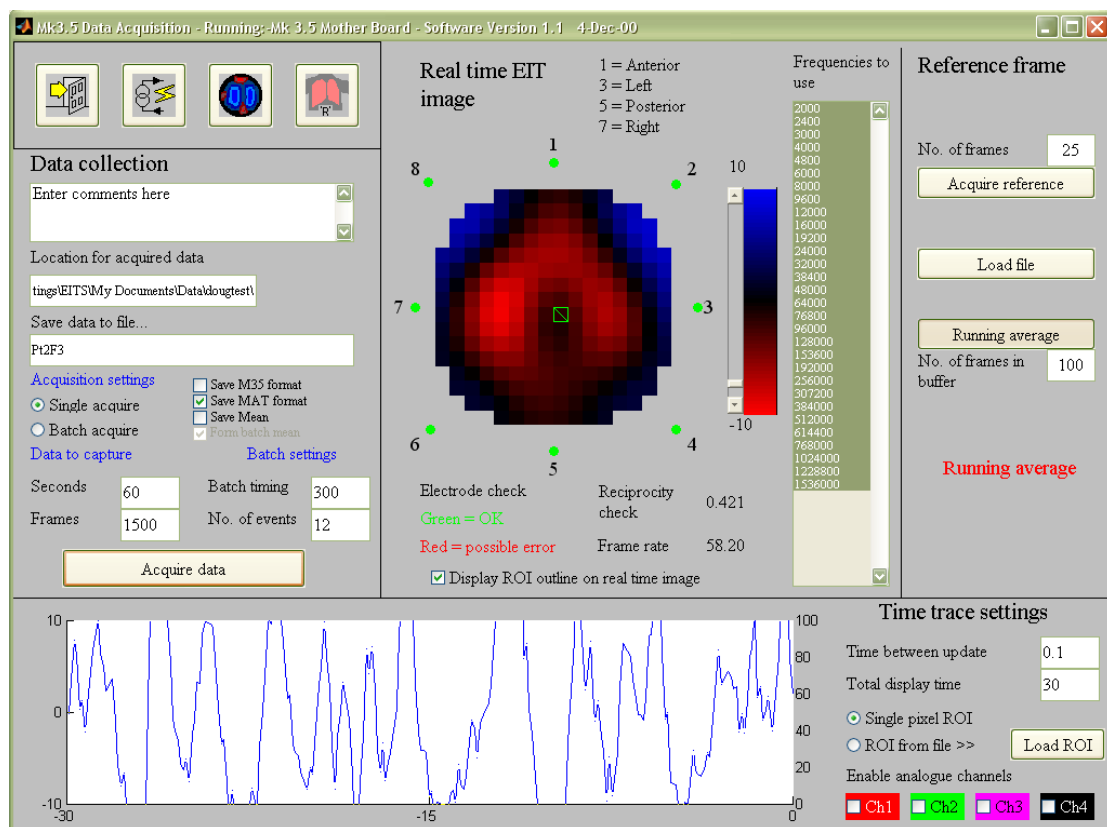 Mk3.5 Data Acquisition - Running:-Mk 3.5 Mother Board - Software Version 1.1 4-Dec-00
'R'
Data collection
Enter comments here
Location for acquired data
tings\EITS\My Documents\Data\dougtest\
Save data to file...
Pt2F3
Acquisition settings
Single acquire
Batch acquire
Save M35 format
Save MAT format
Save Mean
Form batch mean
Data to capture
Batch settings
Seconds 60
Batch timing 300
Frames 1500
No. of events 12
Acquire data
Real time EIT
image
1 = Anterior
3 = Left
5 = Posterior
7 = Right
1
8
2
7
3
6
4
5
10
-10
Electrode check
Green = OK
Red = possible error
Reciprocity
check
0.421
Frame rate 58.20
Display ROI outline on real time image
Frequencies to
use
2000
2400
3000
4000
4800
6000
8000
9600
12000
16000
19200
24000
32000
38400
48000
64000
76800
96000
128000
153600
192000
256000
307200
384000
512000
614400
768000
1024000
1228800
1536000
Reference frame
No. of frames 25
Acquire reference
Load file
Running average
No. of frames in
buffer
100
Running average
10
0
-10
-30
-15
0
100
80
60
40
20
0
Time trace settings
Time between update 0.1
Total display time 30
Single pixel ROI
ROI from file >>
Load ROI
Enable analogue channels
Ch1 Ch2 Ch3 Ch4